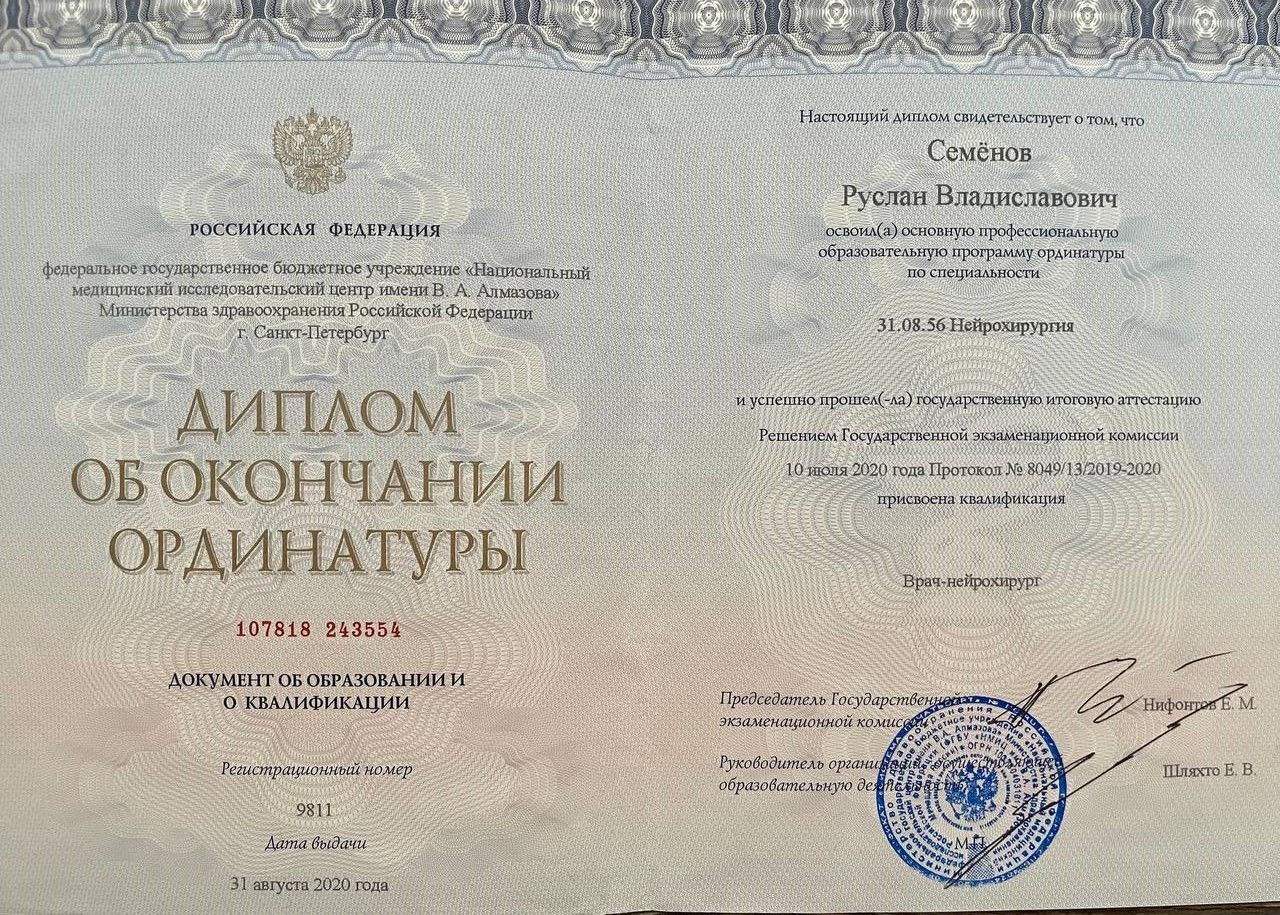 РОССИЙСКАЯ ФЕДЕРАЦИЯ
федеральное государственное бюджетное учреждение «Национальный
медицинский исследовательский центр имени В. А. Алмазова»
Министерства здравоохранения Российской Федерации
г. Санкт-Петербург
ДИПЛОМ
ОБ ОКОНЧАНИИ
ОРДИНАТУРЫ
107818 243554
ДОКУМЕНТ ОБ ОБРАЗОВАНИИ И
О КВАЛИФИКАЦИИ
Регистрационный номер
9811
Дата выдачи
31 августа 2020 года
Настоящий диплом свидетельствует о том, что
Семёнов
Руслан Владиславович
освоил(а) основную профессиональную
образовательную программу ординатуры
по специальности
31.08.56 Нейрохирургия
и успешно прошел(-ла) государственную итоговую аттестацию
Решением Государственной экзаменационной комиссии
10 июля 2020 года Протокол № 8049/13/2019-2020
присвоена квалификация
Врач-нейрохирург
Председатель Государственной
экзаменационной комиссии
Нифонтов Е. М.
Руководитель организации, осуществляющей
образовательную деятельность
Шляхто Е. В.
М.П.